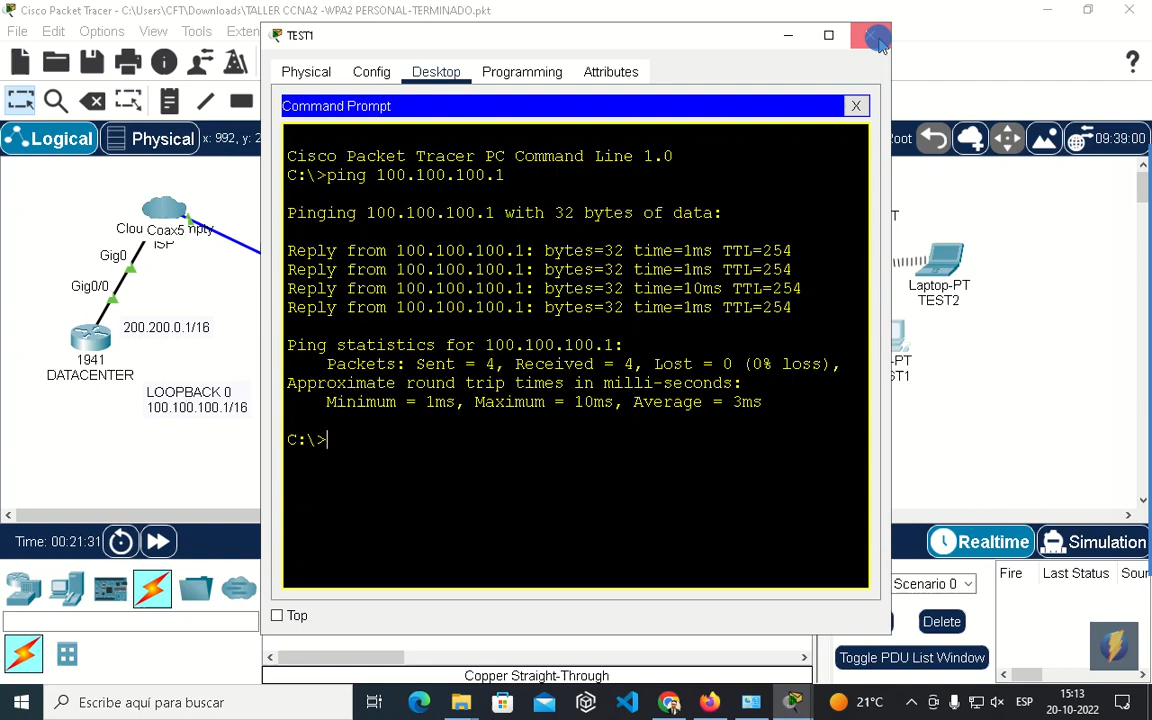 Cisco Packet Tracer - C:\Users\CFT\Downloads\TALLER CCNA2 -WPA2 PERSONAL-TERMINADO.pkt
File Edit Options View Tools Exten
TEST1
Physical Config Desktop Programming Attributes
Command Prompt X
Logical Physical x: 992, y: 2
oot 09:39:00
Cisco Packet Tracer PC Command Line 1.0
C:\>ping 100.100.100.1
Pinging 100.100.100.1 with 32 bytes of data:
Reply from 100.100.100.1: bytes=32 time=1ms TTL=254
Reply from 100.100.100.1: bytes=32 time=1ms TTL=254
Reply from 100.100.100.1: bytes=32 time=10ms TTL=254
Reply from 100.100.100.1: bytes=32 time=1ms TTL=254
Ping statistics for 100.100.100.1:
Packets: Sent = 4, Received = 4, Lost = 0 (0% loss),
Approximate round trip times in milli-seconds:
Minimum = 1ms, Maximum = 10ms, Average = 3ms
C:\>
Clou Coax5 mpty
ISP
Gig0
Gig0/0
200.200.0.1/16
1941
DATACENTER
LOOPBACK 0
100.100.100.1/16
T
Laptop-PT
TEST2
-PT
ST1
Time: 00:21:31
Realtime Simulation
Top
Scenario 0
Fire Last Status Sour
Delete
Toggle PDU List Window
Copper Straight-Through
Escribe aquí para buscar
21°C
ESP
15:13
20-10-2022